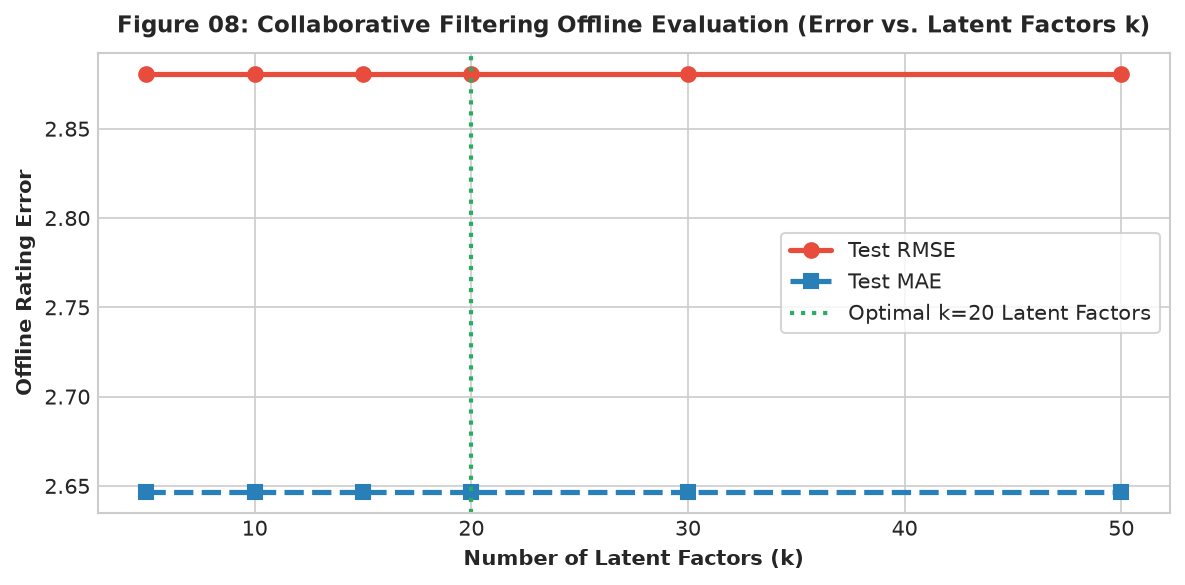 Figure 08: Collaborative Filtering Offline Evaluation (Error vs. Latent Factors k)
Offline Rating Error
2.85
2.80
2.75
2.70
2.65
Test RMSE
Test MAE
Optimal k=20 Latent Factors
10 20 30 40 50
Number of Latent Factors (k)